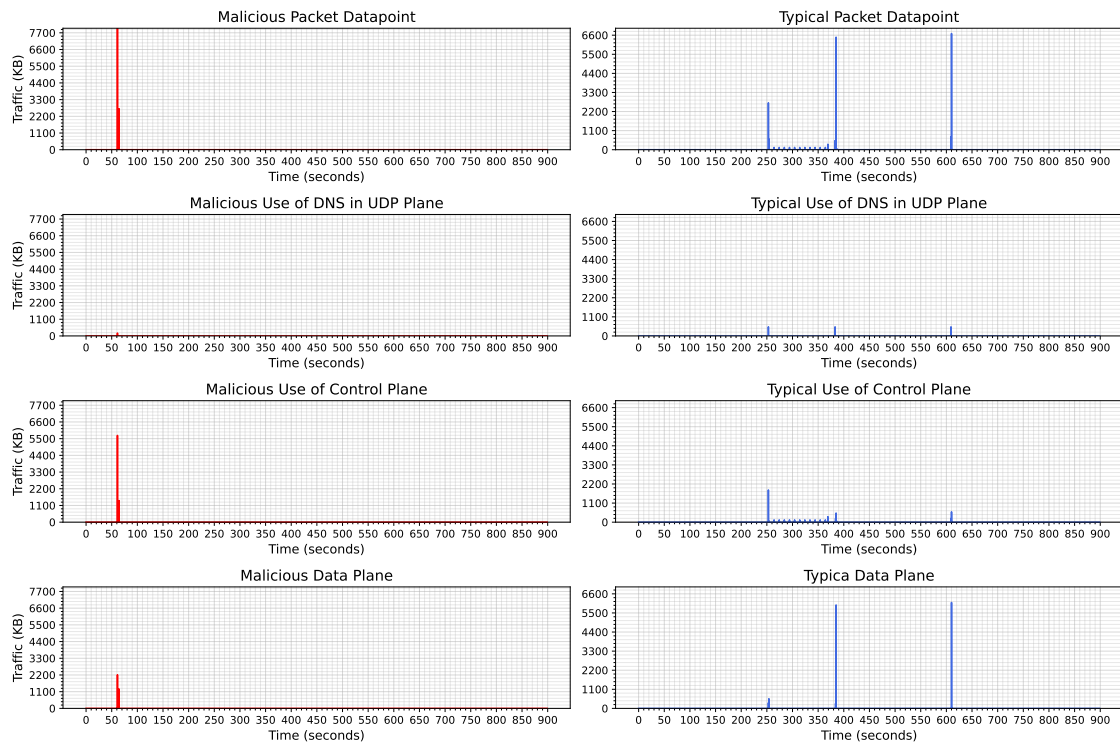 Malicious Packet Datapoint
Traffic (KB)
7700
6600
5500
4400
3300
2200
1100
0
0 50 100 150 200 250 300 350 400 450 500 550 600 650 700 750 800 850 900
Time (seconds)
Typical Packet Datapoint
6600
5500
4400
3300
2200
1100
0
0 50 100 150 200 250 300 350 400 450 500 550 600 650 700 750 800 850 900
Time (seconds)
Malicious Use of DNS in UDP Plane
Traffic (KB)
7700
6600
5500
4400
3300
2200
1100
0
0 50 100 150 200 250 300 350 400 450 500 550 600 650 700 750 800 850 900
Time (seconds)
Typical Use of DNS in UDP Plane
6600
5500
4400
3300
2200
1100
0
0 50 100 150 200 250 300 350 400 450 500 550 600 650 700 750 800 850 900
Time (seconds)
Malicious Use of Control Plane
Traffic (KB)
7700
6600
5500
4400
3300
2200
1100
0
0 50 100 150 200 250 300 350 400 450 500 550 600 650 700 750 800 850 900
Time (seconds)
Typical Use of Control Plane
6600
5500
4400
3300
2200
1100
0
0 50 100 150 200 250 300 350 400 450 500 550 600 650 700 750 800 850 900
Time (seconds)
Malicious Data Plane
Traffic (KB)
7700
6600
5500
4400
3300
2200
1100
0
0 50 100 150 200 250 300 350 400 450 500 550 600 650 700 750 800 850 900
Time (seconds)
Typica Data Plane
6600
5500
4400
3300
2200
1100
0
0 50 100 150 200 250 300 350 400 450 500 550 600 650 700 750 800 850 900
Time (seconds)